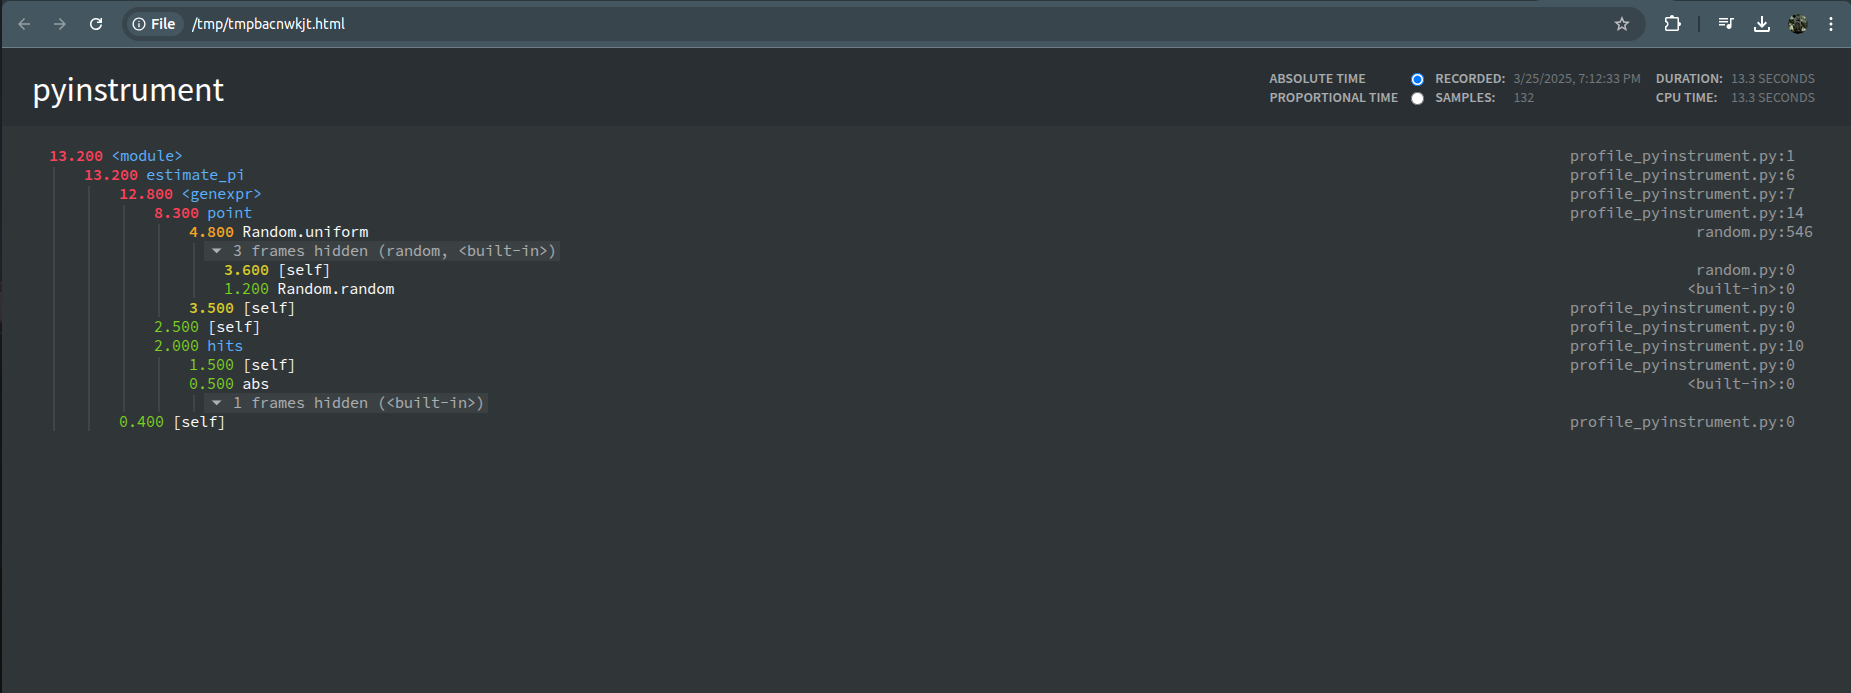 File /tmp/tmpbacnwkjt.html
pyinstrument
ABSOLUTE TIME RECORDED: 3/25/2025, 7:12:33 PM DURATION: 13.3 SECONDS
PROPORTIONAL TIME SAMPLES: 132 CPU TIME: 13.3 SECONDS
13.200 <module> profile_pyinstrument.py:1
13.200 estimate_pi profile_pyinstrument.py:6
12.800 <genexpr> profile_pyinstrument.py:7
8.300 point profile_pyinstrument.py:14
4.800 Random.uniform random.py:546
3 frames hidden (random, <built-in>)
3.600 [self] random.py:0
1.200 Random.random <built-in>:0
3.500 [self] profile_pyinstrument.py:0
2.500 [self] profile_pyinstrument.py:0
2.000 hits profile_pyinstrument.py:10
1.500 [self] profile_pyinstrument.py:0
0.500 abs <built-in>:0
1 frames hidden (<built-in>)
0.400 [self] profile_pyinstrument.py:0